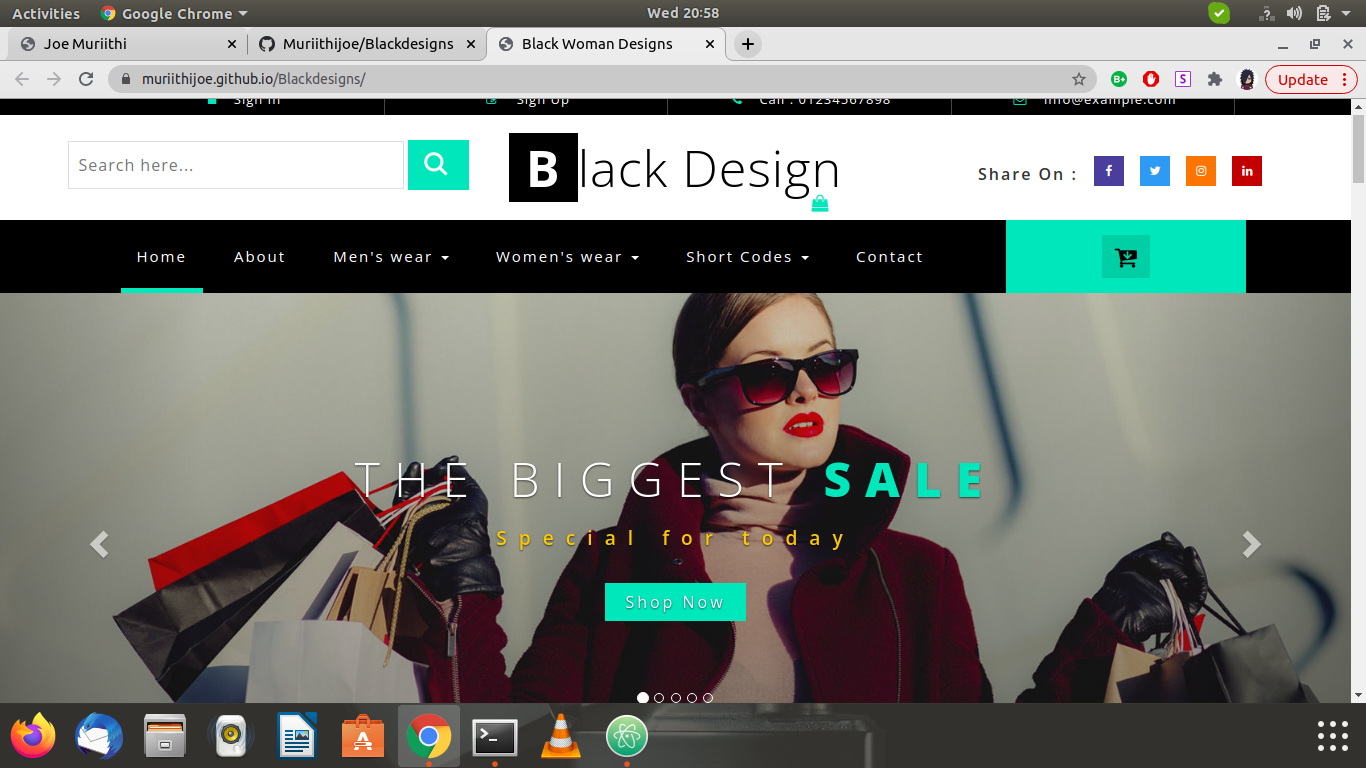 Activities Google Chrome Wed 20:58
Joe Muriithi Muriithijoe/Blackdesigns Black Woman Designs
muriithijoe.github.io/Blackdesigns/ B+ S Update
Sign In Sign Up Call : 01234567898 info@example.com
Search here... Black Design Share On :
Home About Men's wear Women's wear Short Codes Contact
THE BIGGEST SALE
Special for today
Shop Now